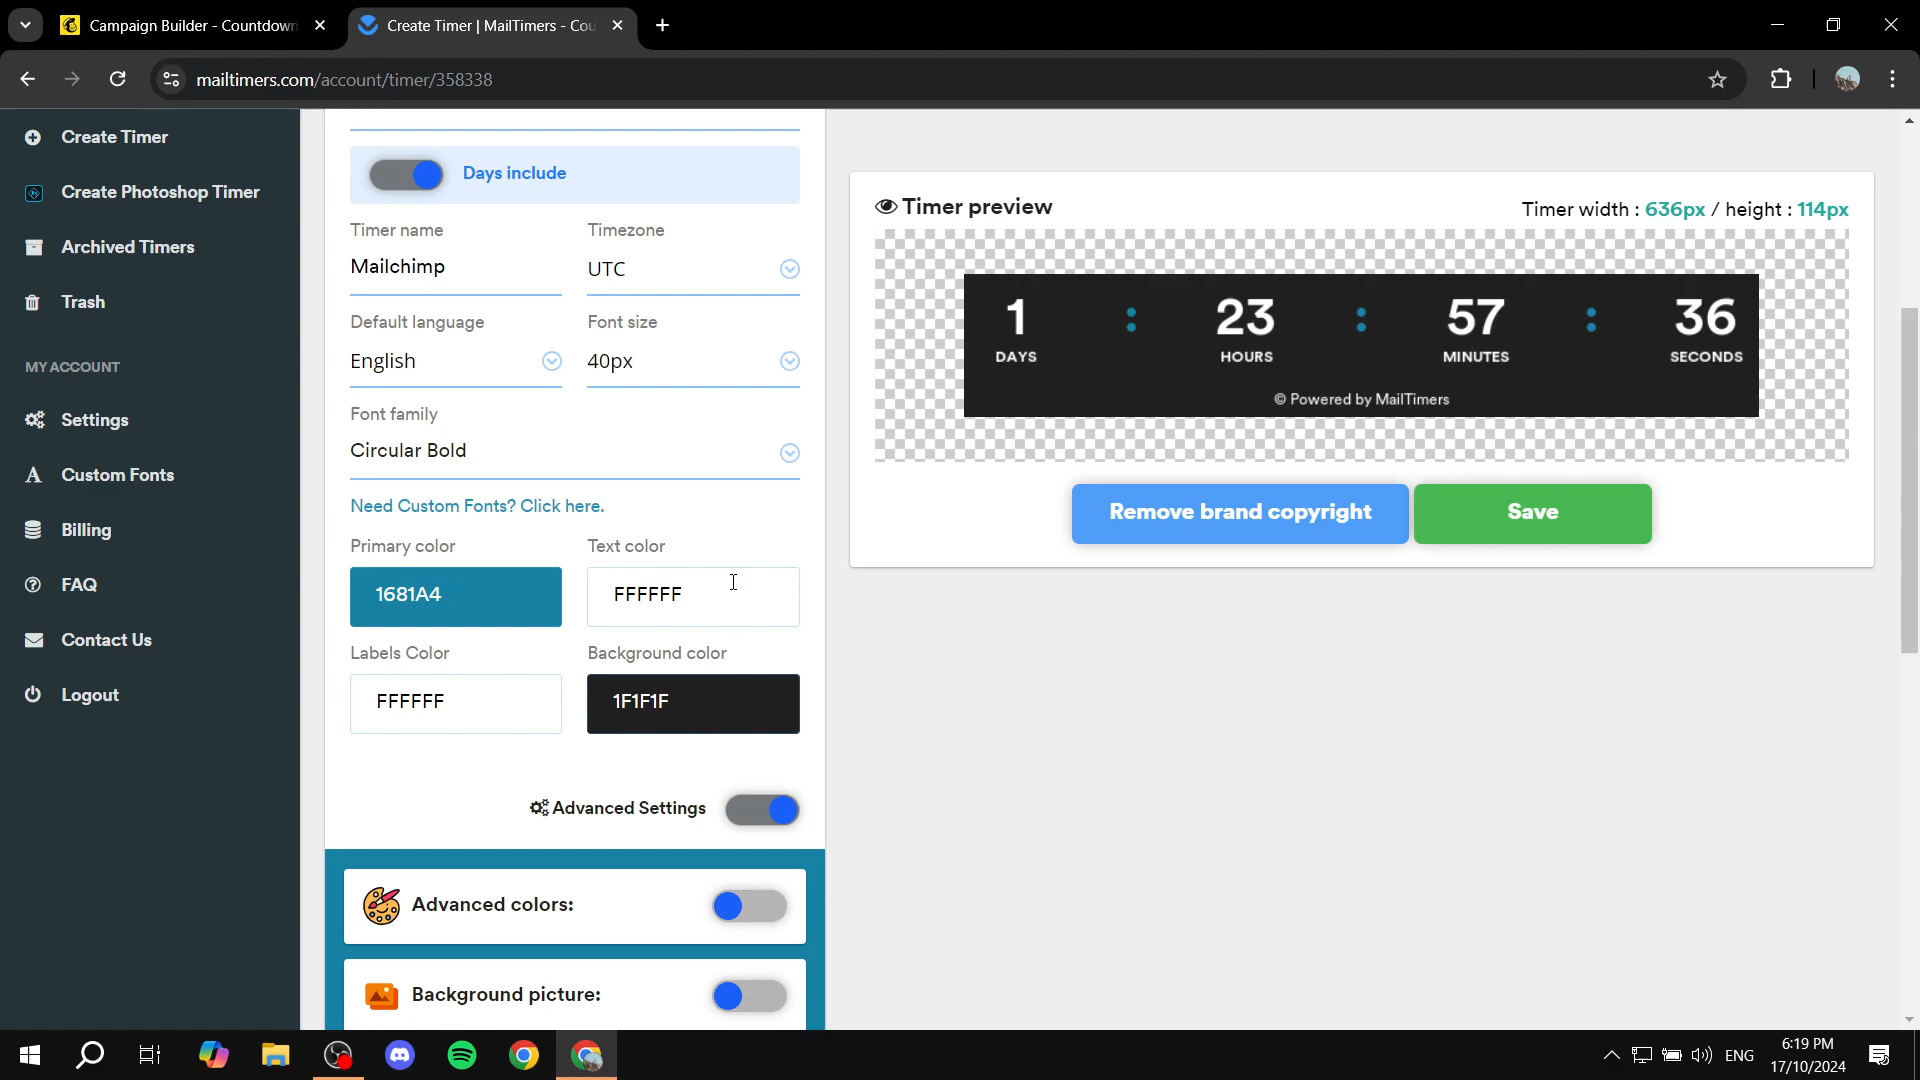 Campaign Builder - Countdown
Create Timer | MailTimers - Cou
mailtimers.com/account/timer/358338
Create Timer
Create Photoshop Timer
Archived Timers
Trash
MY ACCOUNT
Settings
Custom Fonts
Billing
FAQ
Contact Us
Logout
Days include
Timer name
Timezone
Mailchimp
UTC
Default language
Font size
English
40px
Font family
Circular Bold
Need Custom Fonts? Click here.
Primary color
Text color
1681A4
FFFFFF
Labels Color
Background color
FFFFFF
1F1F1F
Advanced Settings
Advanced colors:
Background picture:
Timer preview
Timer width : 636px / height : 114px
1 : 23 : 57 : 36
DAYS HOURS MINUTES SECONDS
© Powered by MailTimers
Remove brand copyright
Save
ENG
6:19 PM
17/10/2024